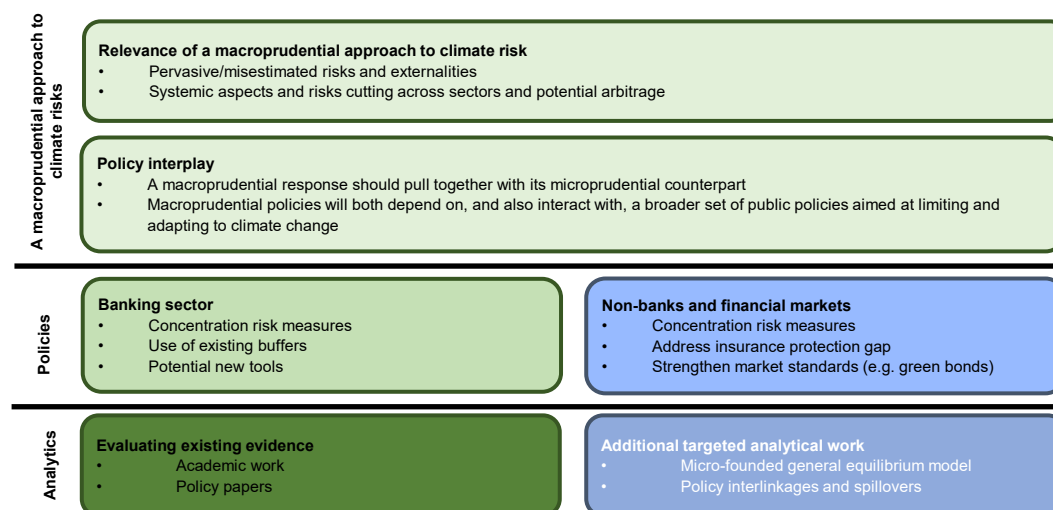 A macroprudential approach to
climate risks
Relevance of a macroprudential approach to climate risk
• Pervasive/misestimated risks and externalities
• Systemic aspects and risks cutting across sectors and potential arbitrage
Policy interplay
• A macroprudential response should pull together with its microprudential counterpart
• Macroprudential policies will both depend on, and also interact with, a broader set of public policies aimed at limiting and
adapting to climate change
Policies
Banking sector
• Concentration risk measures
• Use of existing buffers
• Potential new tools
Non-banks and financial markets
• Concentration risk measures
• Address insurance protection gap
• Strengthen market standards (e.g. green bonds)
Analytics
Evaluating existing evidence
• Academic work
• Policy papers
Additional targeted analytical work
• Micro-founded general equilibrium model
• Policy interlinkages and spillovers